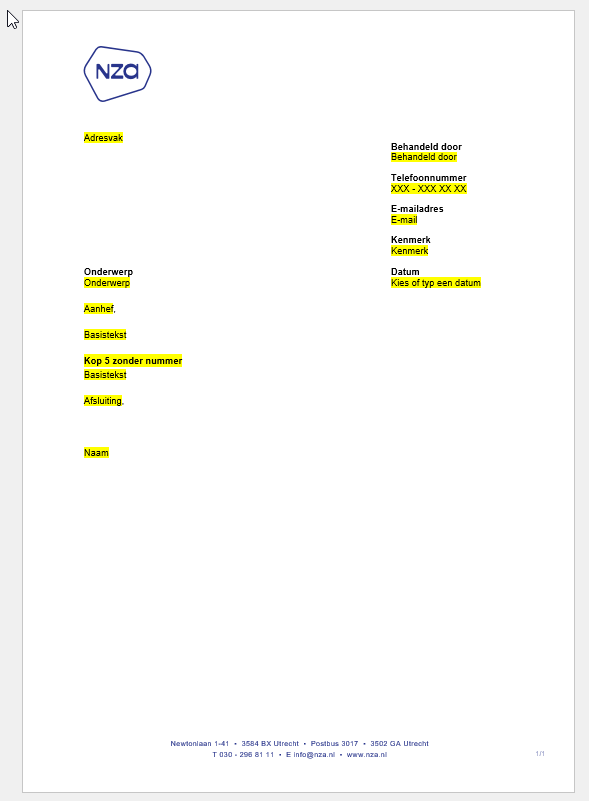 NZa
Adresvak
Behandeld door
Behandeld door
Telefoonnummer
XXX - XXX XX XX
E-mailadres
E-mail
Kenmerk
Kenmerk
Onderwerp
Onderwerp
Datum
Kies of typ een datum
Aanhef,
Basistekst
Kop 5 zonder nummer
Basistekst
Afsluiting,
Naam
Newtonlaan 1-41 • 3584 BX Utrecht • Postbus 3017 • 3502 GA Utrecht
T 030 - 296 81 11 • E info@nza.nl • www.nza.nl
1/1